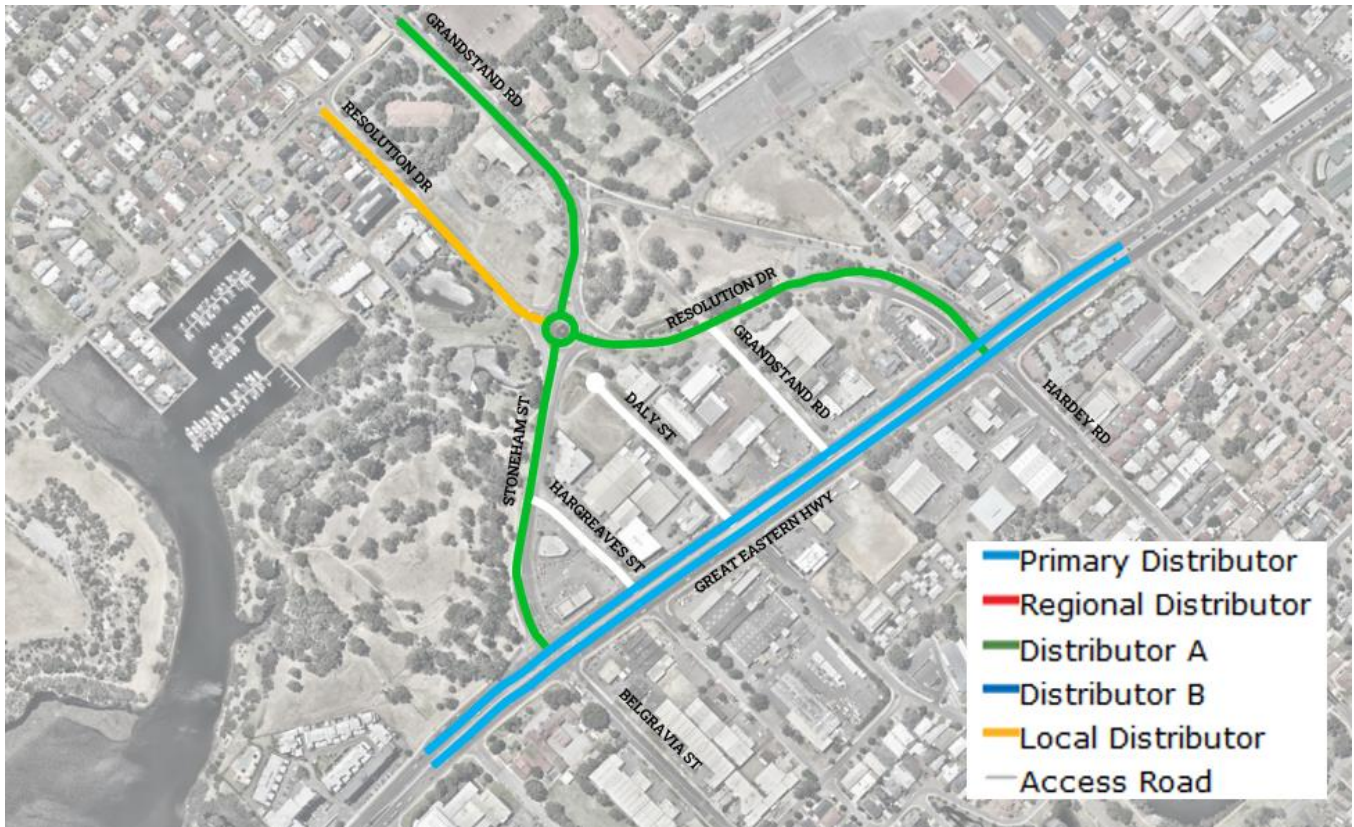 GRANDSTAND RD
RESOLUTION DR
RESOLUTION DR
GRANDSTAND RD
DALY ST
HARDEY RD
STONEHAM ST
HARGREAVES ST
GREAT EASTERN HWY
BELGRAVIA ST
Primary Distributor
Regional Distributor
Distributor A
Distributor B
Local Distributor
Access Road